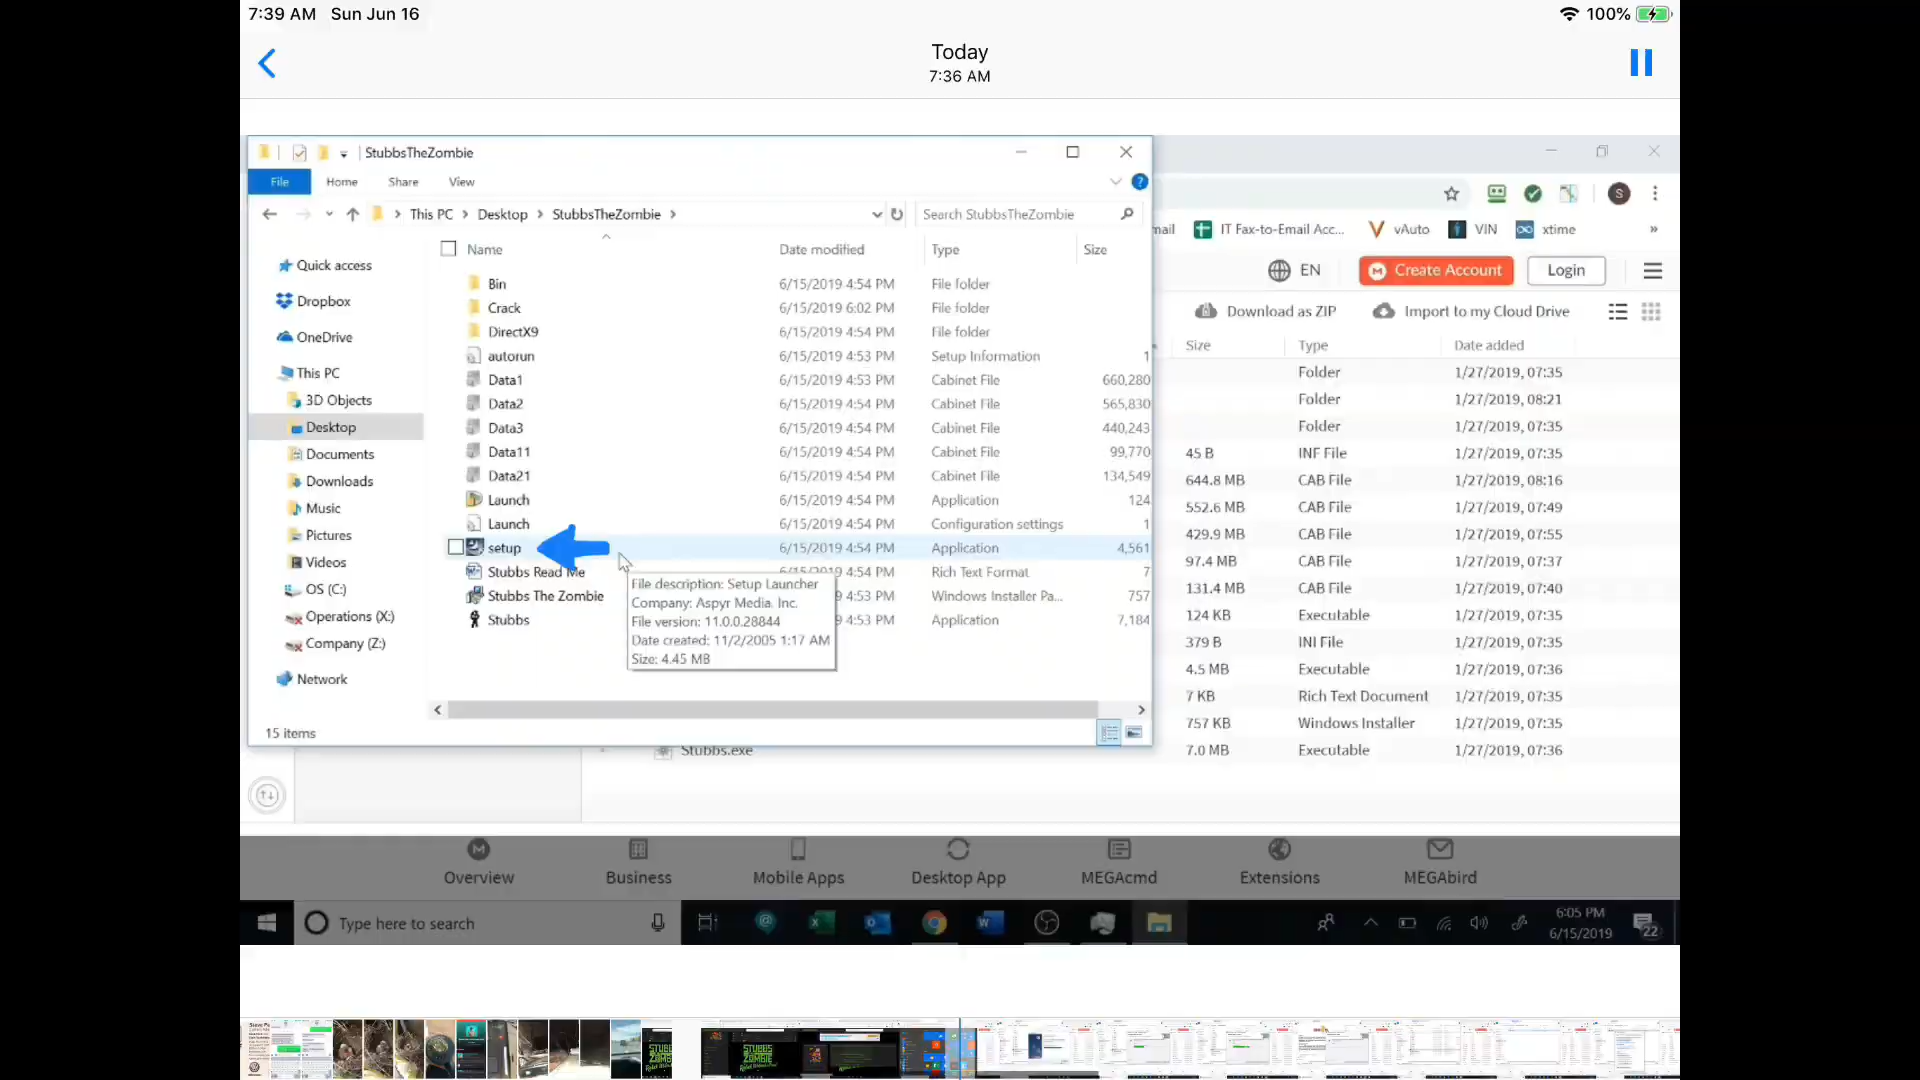 7:39 AM Sun Jun 16
100%
Today
7:36 AM
StubbsTheZombie
File Home Share View
This PC > Desktop > StubbsTheZombie >
Search StubbsTheZombie
Name Date modified Type Size
Quick access
Dropbox
OneDrive
This PC
3D Objects
Desktop
Documents
Downloads
Music
Pictures
Videos
OS (C:)
Operations (X:)
Company (Z:)
Network
Bin 6/15/2019 4:54 PM File folder
Crack 6/15/2019 6:02 PM File folder
DirectX9 6/15/2019 4:54 PM File folder
autorun 6/15/2019 4:53 PM Setup Information 1
Data1 6/15/2019 4:53 PM Cabinet File 660,280
Data2 6/15/2019 4:54 PM Cabinet File 565,830
Data3 6/15/2019 4:54 PM Cabinet File 440,243
Data11 6/15/2019 4:54 PM Cabinet File 99,770
Data21 6/15/2019 4:54 PM Cabinet File 134,549
Launch 6/15/2019 4:54 PM Application 124
Launch 6/15/2019 4:54 PM Configuration settings 1
setup 6/15/2019 4:54 PM Application 4,561
Stubbs Read Me 6/15/2019 4:54 PM Rich Text Format 7
Stubbs The Zombie 9 4:53 PM Windows Installer Pa... 757
Stubbs 9 4:53 PM Application 7,184
File description: Setup Launcher
Company: Aspyr Media, Inc.
File version: 11.0.0.28844
Date created: 11/2/2005 1:17 AM
Size: 4.45 MB
15 items
S
mail IT Fax-to-Email Acc... vAuto VIN xtime »
EN Create Account Login
Download as ZIP Import to my Cloud Drive
Size Type Date added
Folder 1/27/2019, 07:35
Folder 1/27/2019, 08:21
Folder 1/27/2019, 07:35
45 B INF File 1/27/2019, 07:35
644.8 MB CAB File 1/27/2019, 08:16
552.6 MB CAB File 1/27/2019, 07:49
429.9 MB CAB File 1/27/2019, 07:55
97.4 MB CAB File 1/27/2019, 07:37
131.4 MB CAB File 1/27/2019, 07:40
124 KB Executable 1/27/2019, 07:35
379 B INI File 1/27/2019, 07:35
4.5 MB Executable 1/27/2019, 07:36
7 KB Rich Text Document 1/27/2019, 07:35
757 KB Windows Installer 1/27/2019, 07:35
Stubbs.exe 7.0 MB Executable 1/27/2019, 07:36
Overview Business Mobile Apps Desktop App MEGAcmd Extensions MEGAbird
Type here to search
6:05 PM
6/15/2019
22
STUBBS